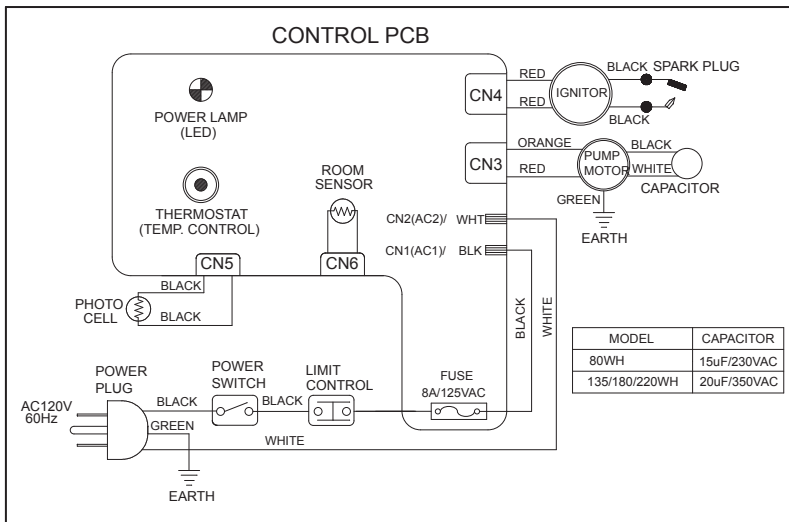 CONTROL PCB
POWER LAMP
(LED)
THERMOSTAT
(TEMP. CONTROL)
ROOM
SENSOR
CN5
CN6
CN4
CN3
CN2(AC2)/ WHT
CN1(AC1)/ BLK
RED
RED
IGNITOR
BLACK
SPARK PLUG
BLACK
ORANGE
RED
PUMP
MOTOR
BLACK
WHITE
CAPACITOR
GREEN
EARTH
BLACK
BLACK
PHOTO
CELL
BLACK
WHITE
MODEL CAPACITOR
80WH 15uF/230VAC
135/180/220WH 20uF/350VAC
POWER
PLUG
AC120V
60Hz
BLACK
POWER
SWITCH
BLACK
LIMIT
CONTROL
FUSE
8A/125VAC
GREEN
WHITE
EARTH